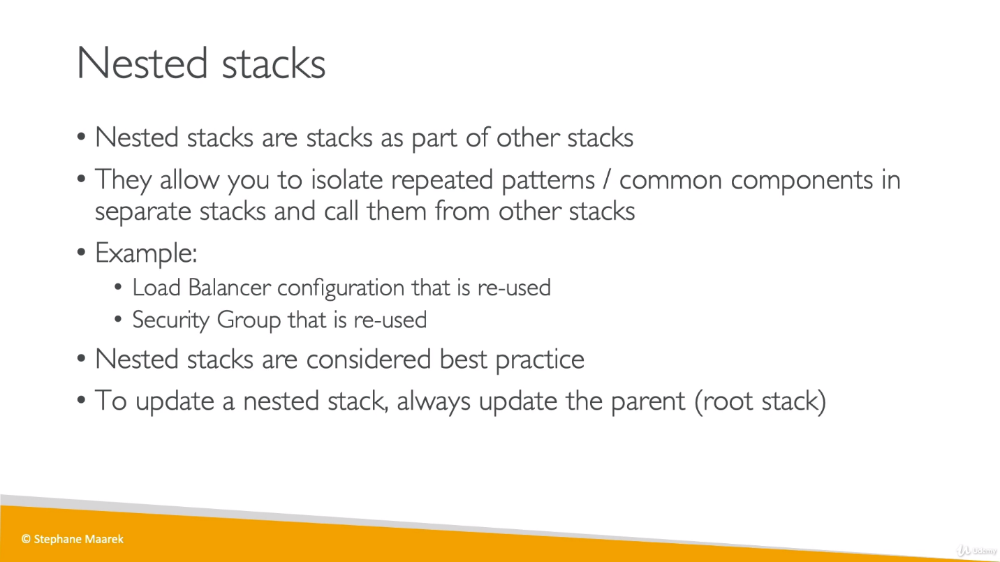 Nested stacks
• Nested stacks are stacks as part of other stacks
• They allow you to isolate repeated patterns / common components in
separate stacks and call them from other stacks
• Example:
• Load Balancer configuration that is re-used
• Security Group that is re-used
• Nested stacks are considered best practice
• To update a nested stack, always update the parent (root stack)
© Stephane Maarek
Udemy